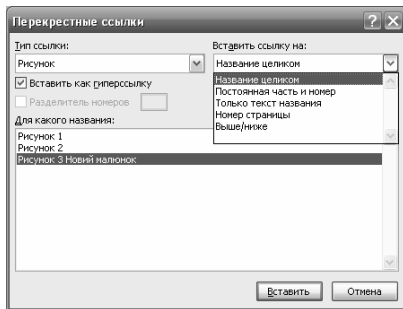 Перекрестные ссылки
Тип ссылки:
Вставить ссылку на:
Рисунок
Название целиком
Вставить как гиперссылку
Название целиком
Постоянная часть и номер
Только текст названия
Номер страницы
Выше/ниже
Разделитель номеров
Для какого названия:
Рисунок 1
Рисунок 2
Рисунок 3 Новий малюнок
Вставить
Отмена